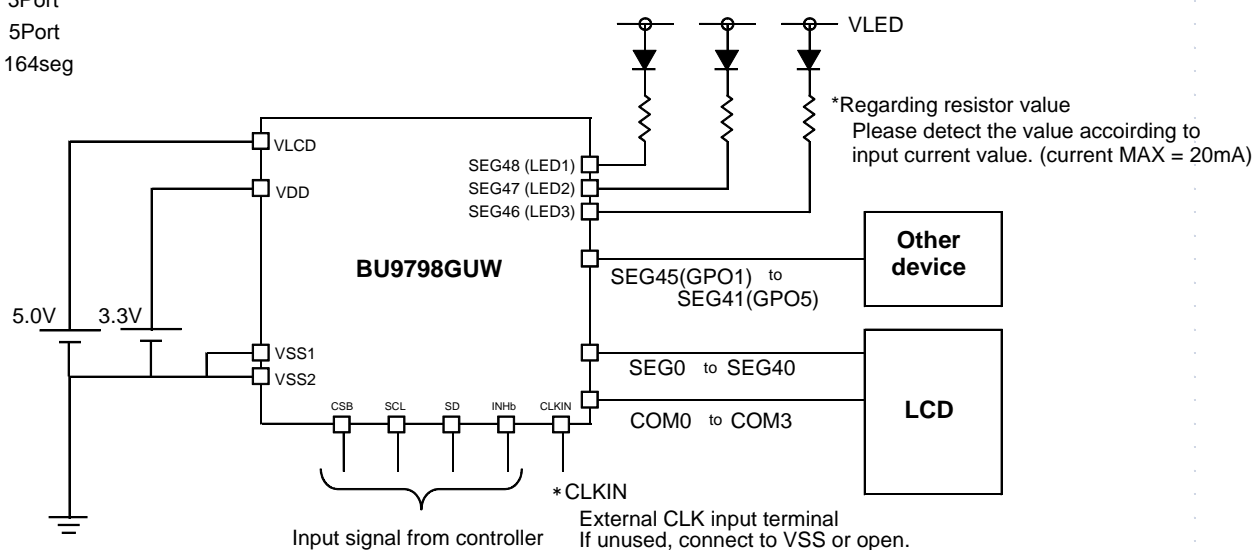 5Port
164seg
VLED
*Regarding resistor value
Please detect the value accoirding to
input current value. (current MAX = 20mA)
VLCD
VDD
SEG48 (LED1)
SEG47 (LED2)
SEG46 (LED3)
BU9798GUW
Other
device
SEG45(GPO1) to
SEG41(GPO5)
5.0V
3.3V
VSS1
VSS2
SEG0 to SEG40
COM0 to COM3
LCD
CSB
SCL
SD
INHb
CLKIN
*CLKIN
External CLK input terminal
If unused, connect to VSS or open.
Input signal from controller